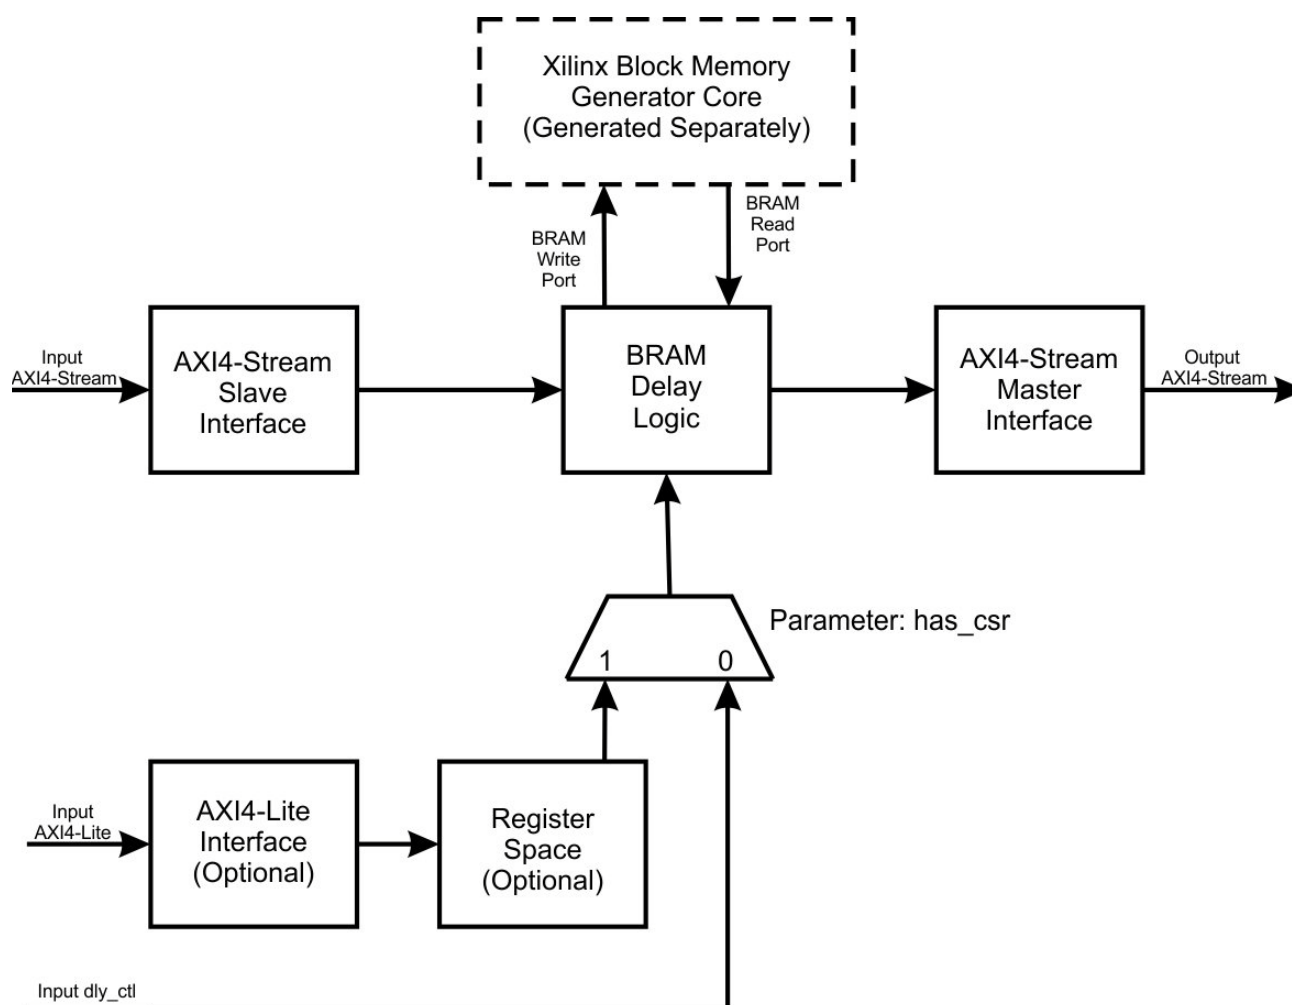 Xilinx Block Memory
Generator Core
(Generated Separately)
BRAM
Write
Port
BRAM
Read
Port
Input
AXI4-Stream
AXI4-Stream
Slave
Interface
BRAM
Delay
Logic
AXI4-Stream
Master
Interface
Output
AXI4-Stream
Parameter: has_csr
1
0
Input
AXI4-Lite
AXI4-Lite
Interface
(Optional)
Register
Space
(Optional)
Input dly_ctl